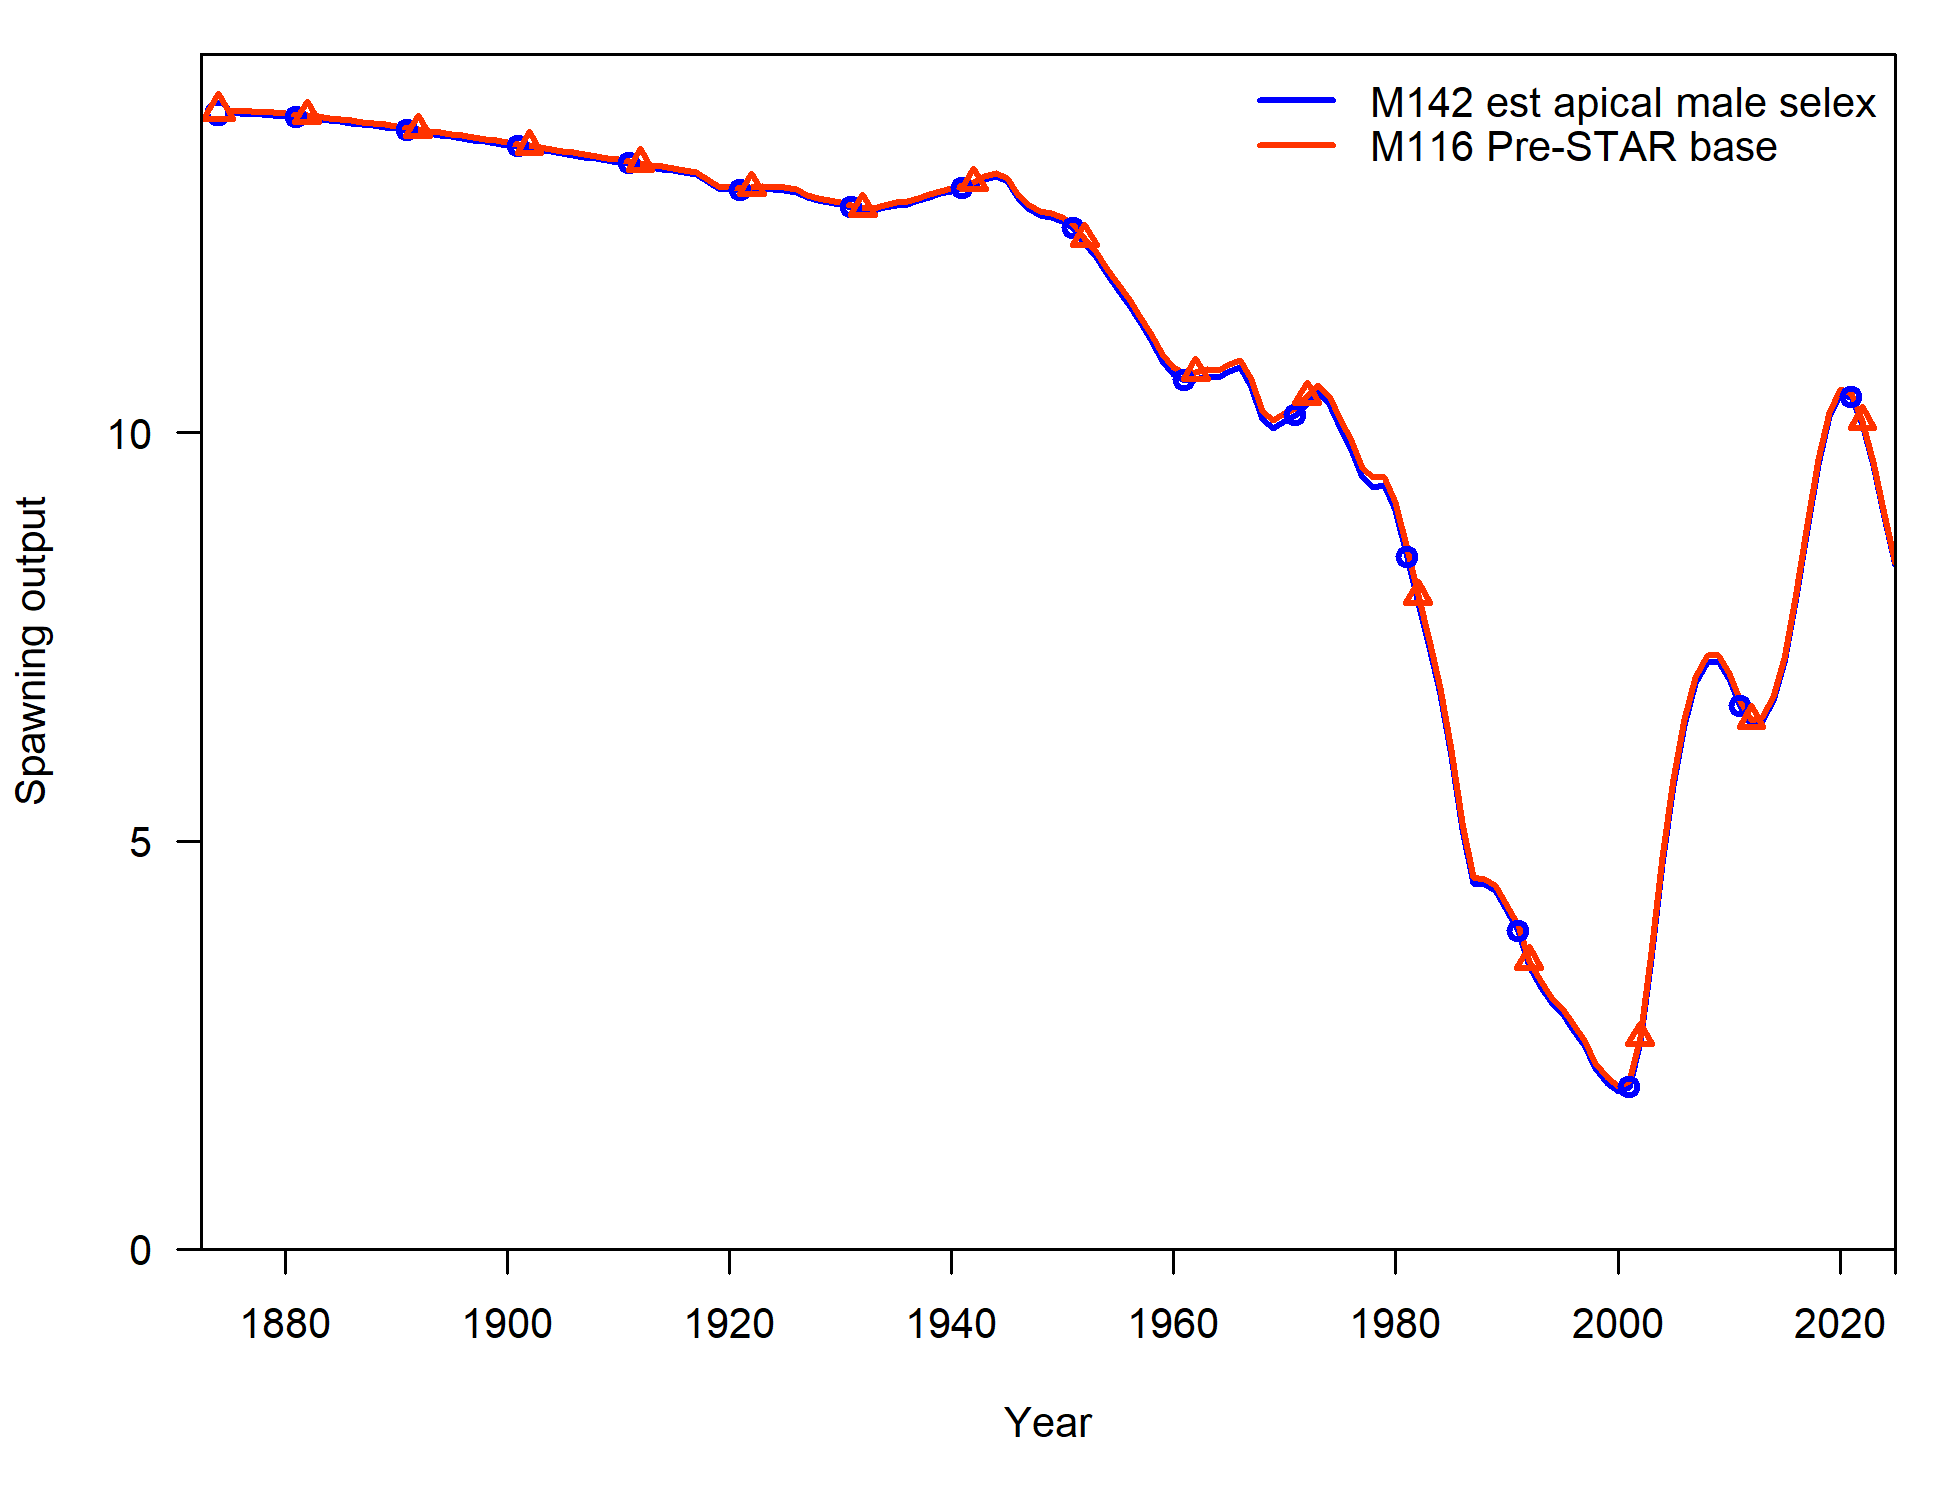 M142 est apical male selex
M116 Pre-STAR base
Spawning output
10
5
0
1880 1900 1920 1940 1960 1980 2000 2020
Year